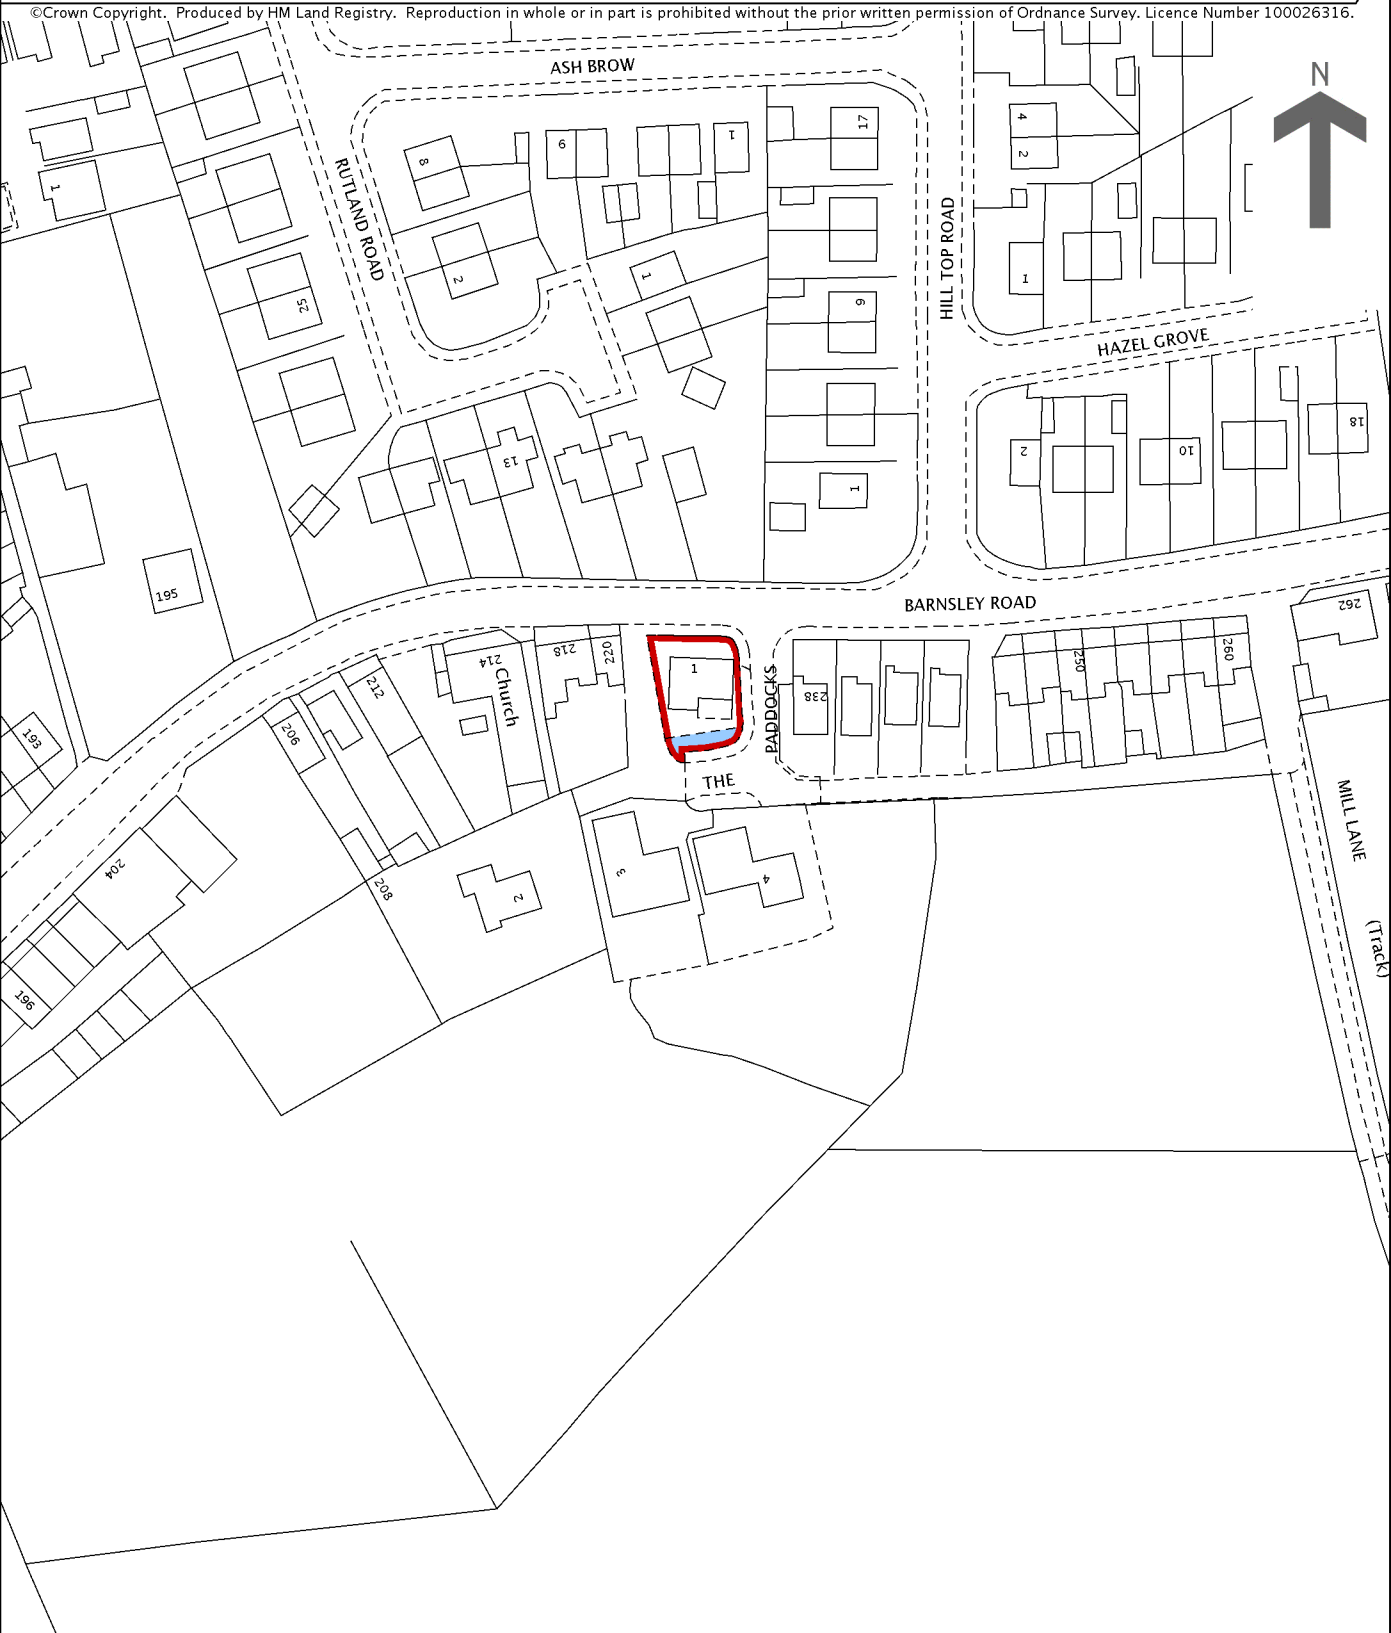 ©Crown Copyright. Produced by HM Land Registry. Reproduction in whole or in part is prohibited without the prior written permission of Ordnance Survey. Licence Number 100026316.
N
ASH BROW
17
4
2
9
1
8
1
RUTLAND ROAD
HILL TOP ROAD
2
1
1
25
9
HAZEL GROVE
18
2
10
13
1
195
BARNSLEY ROAD
262
214
Church
218
220
1
PADDOCKS
238
250
260
212
206
193
THE
MILL LANE
204
208
2
3
4
(Track)
196